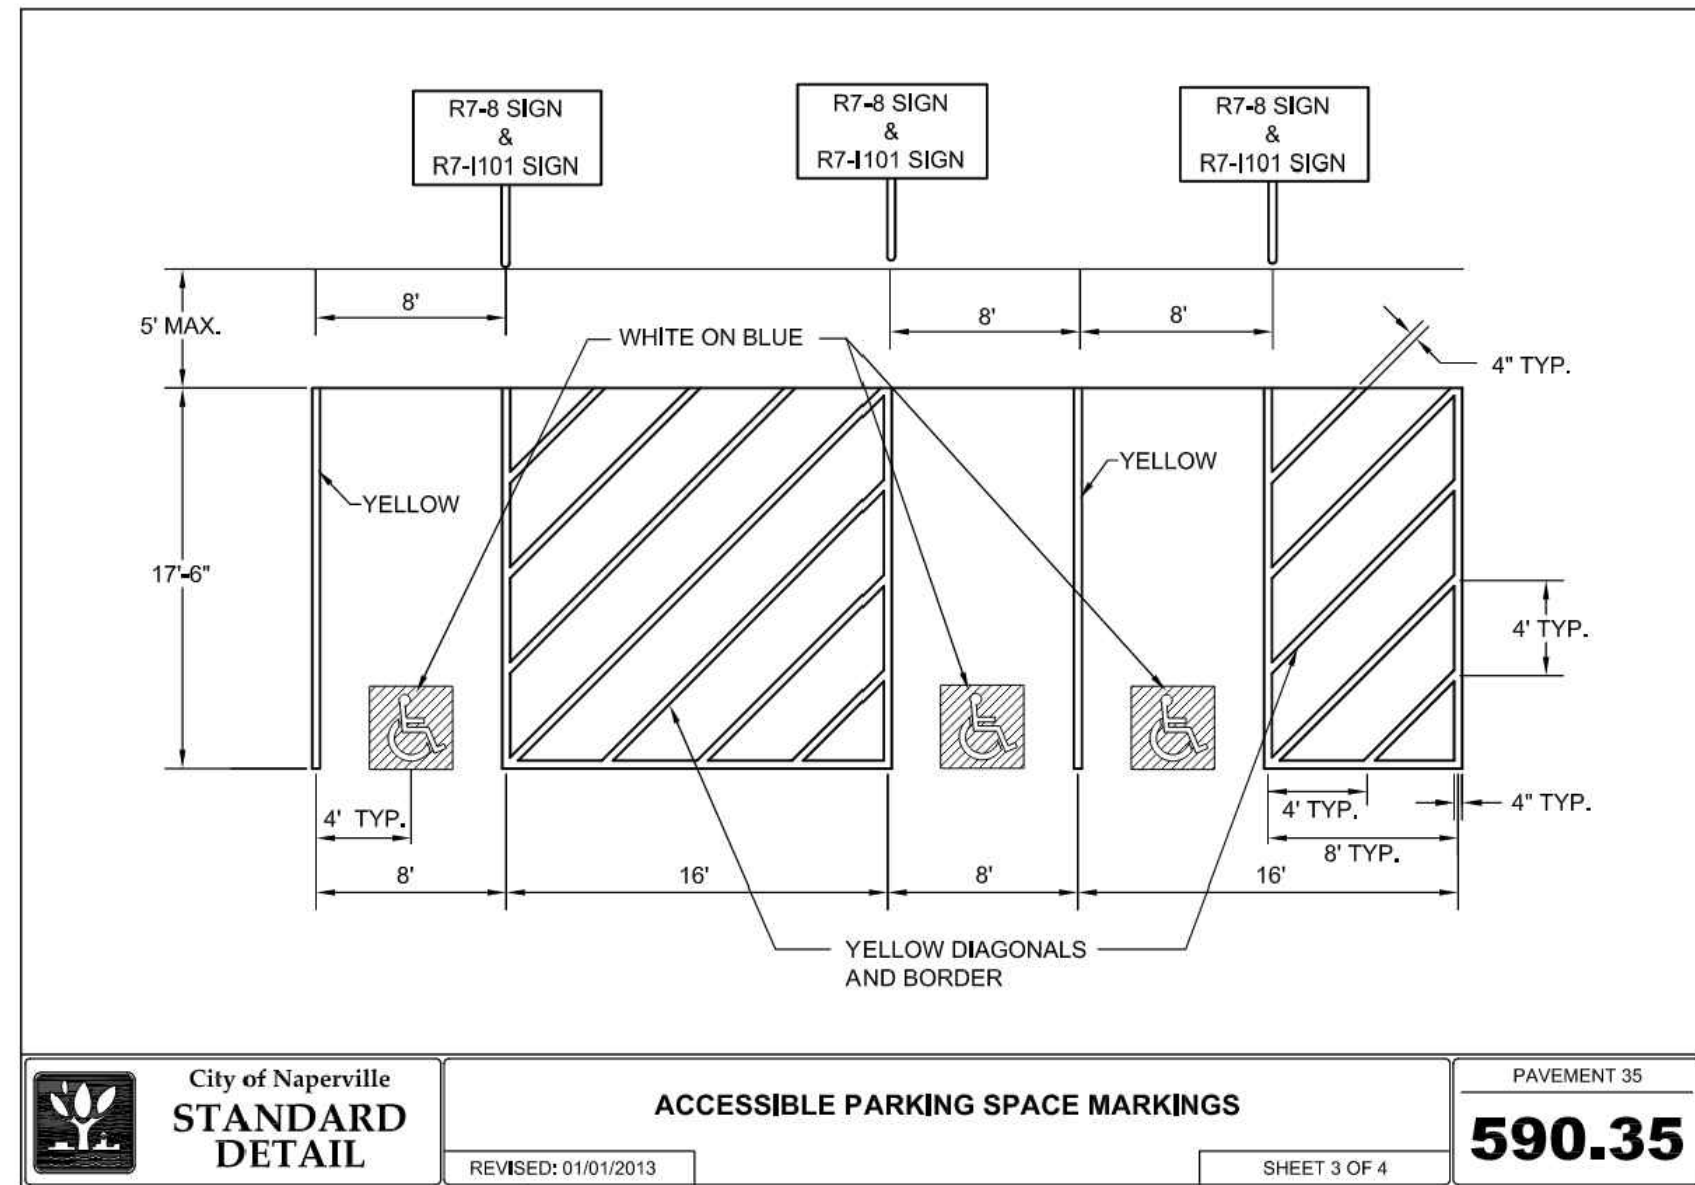 R7-8 SIGN
&
R7-I101 SIGN
R7-8 SIGN
&
R7-I101 SIGN
R7-8 SIGN
&
R7-I101 SIGN
8'
5' MAX.
WHITE ON BLUE
8'
8'
4" TYP.
YELLOW
YELLOW
17'-6"
4' TYP.
4' TYP.
4' TYP.
4" TYP.
8' TYP.
8'
16'
8'
16'
YELLOW DIAGONALS
AND BORDER
City of Naperville
STANDARD
DETAIL
ACCESSIBLE PARKING SPACE MARKINGS
REVISED: 01/01/2013
SHEET 3 OF 4
PAVEMENT 35
590.35